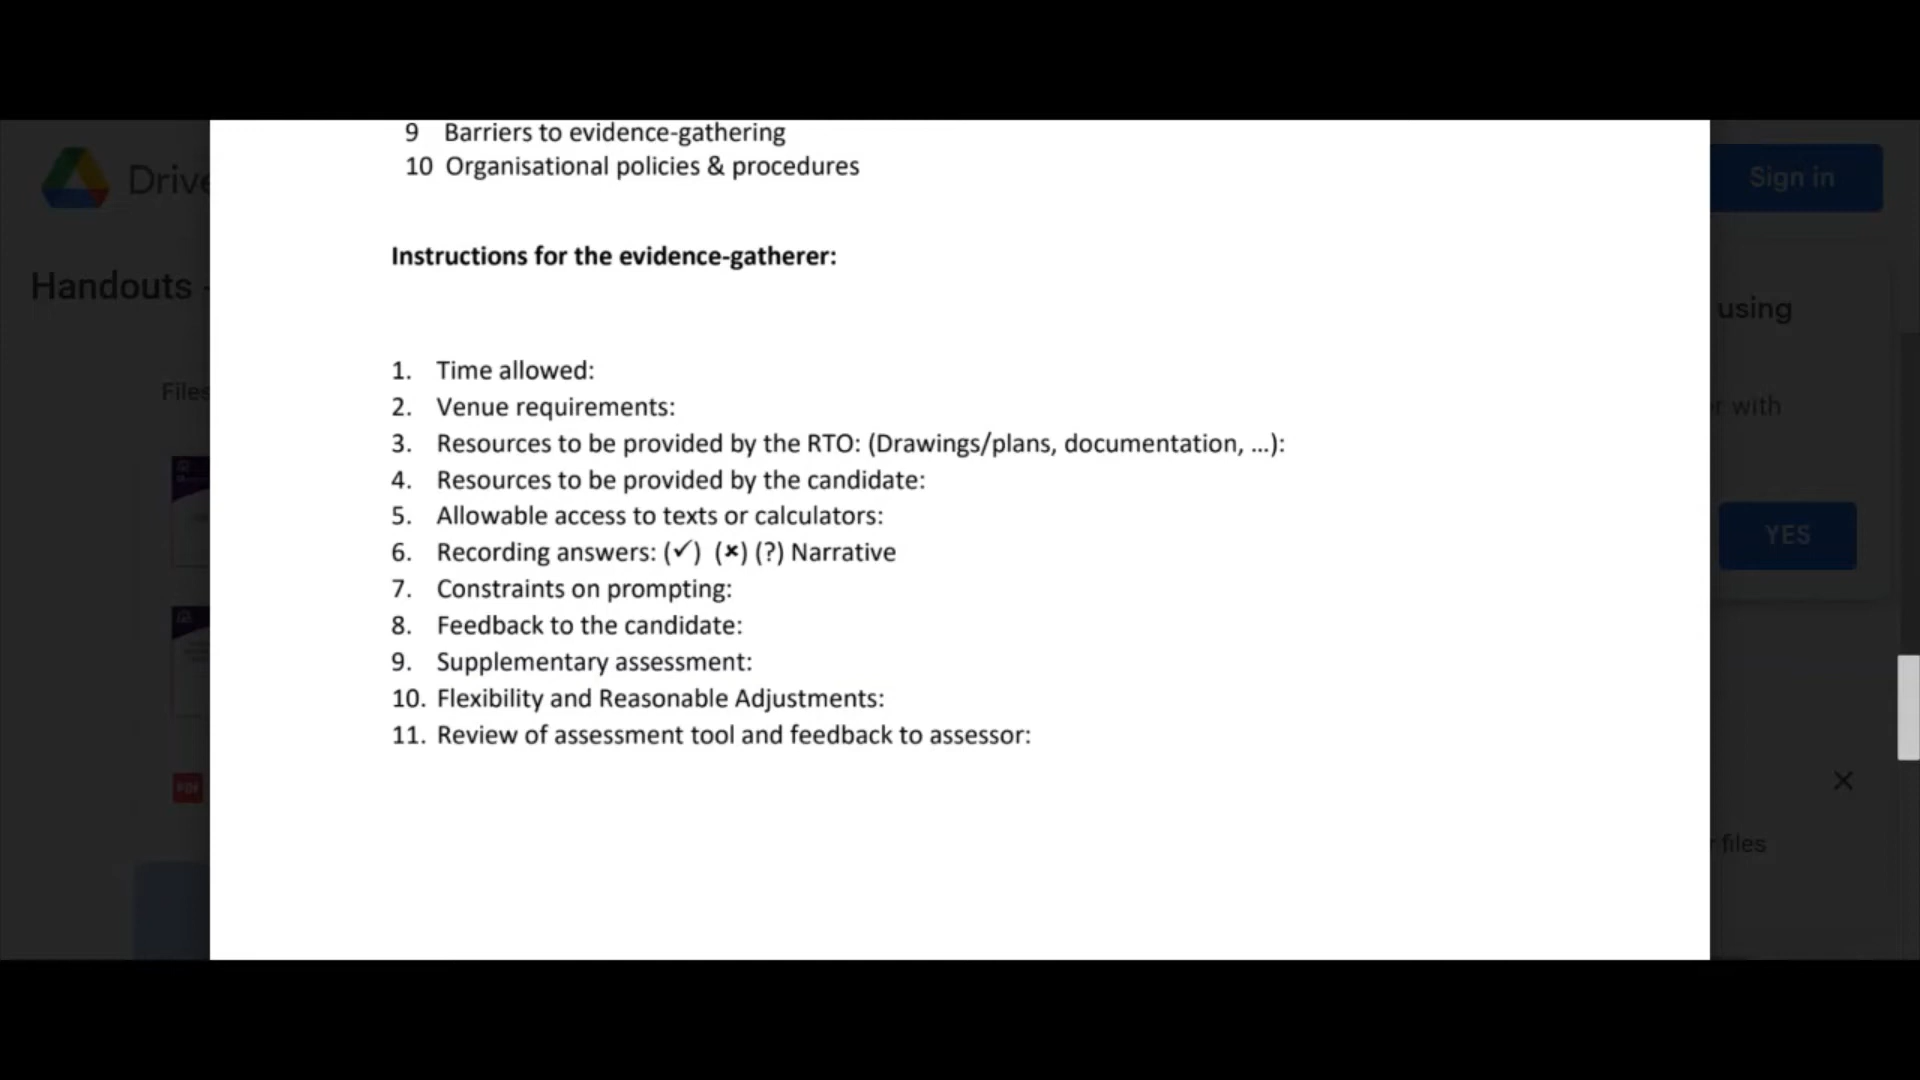 9 Barriers to evidence-gathering
10 Organisational policies & procedures
Drive
Sign in
Instructions for the evidence-gatherer:
Handouts -
using
1. Time allowed:
Files
with
2. Venue requirements:
3. Resources to be provided by the RTO: (Drawings/plans, documentation, ...):
4. Resources to be provided by the candidate:
5. Allowable access to texts or calculators:
YES
6. Recording answers: (✓) (×) (?) Narrative
7. Constraints on prompting:
8. Feedback to the candidate:
9. Supplementary assessment:
10. Flexibility and Reasonable Adjustments:
11. Review of assessment tool and feedback to assessor:
PDF
files